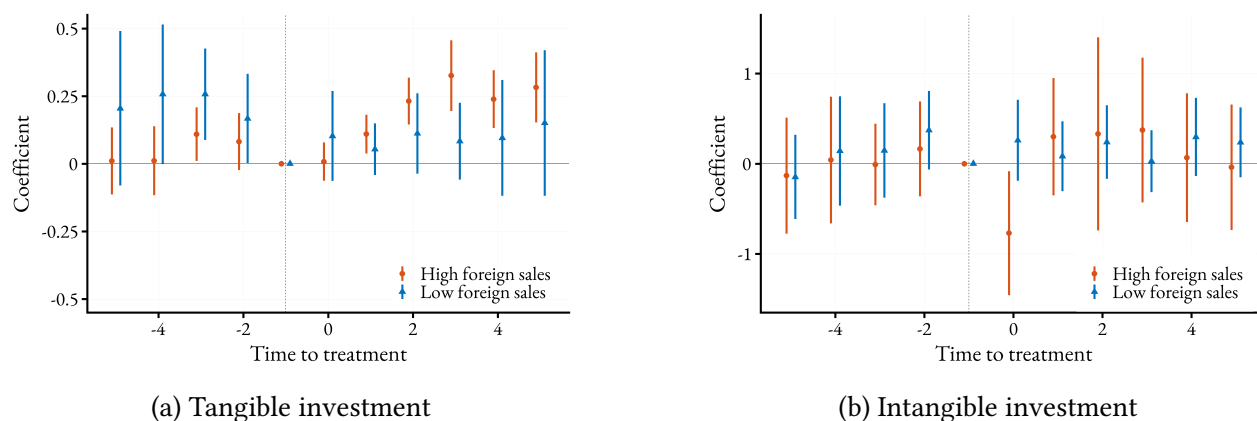 0.5
0.25
0
-0.25
-0.5
Coefficient
High foreign sales
Low foreign sales
-4 -2 0 2 4
Time to treatment
(a) Tangible investment
1
0
-1
Coefficient
High foreign sales
Low foreign sales
-4 -2 0 2 4
Time to treatment
(b) Intangible investment